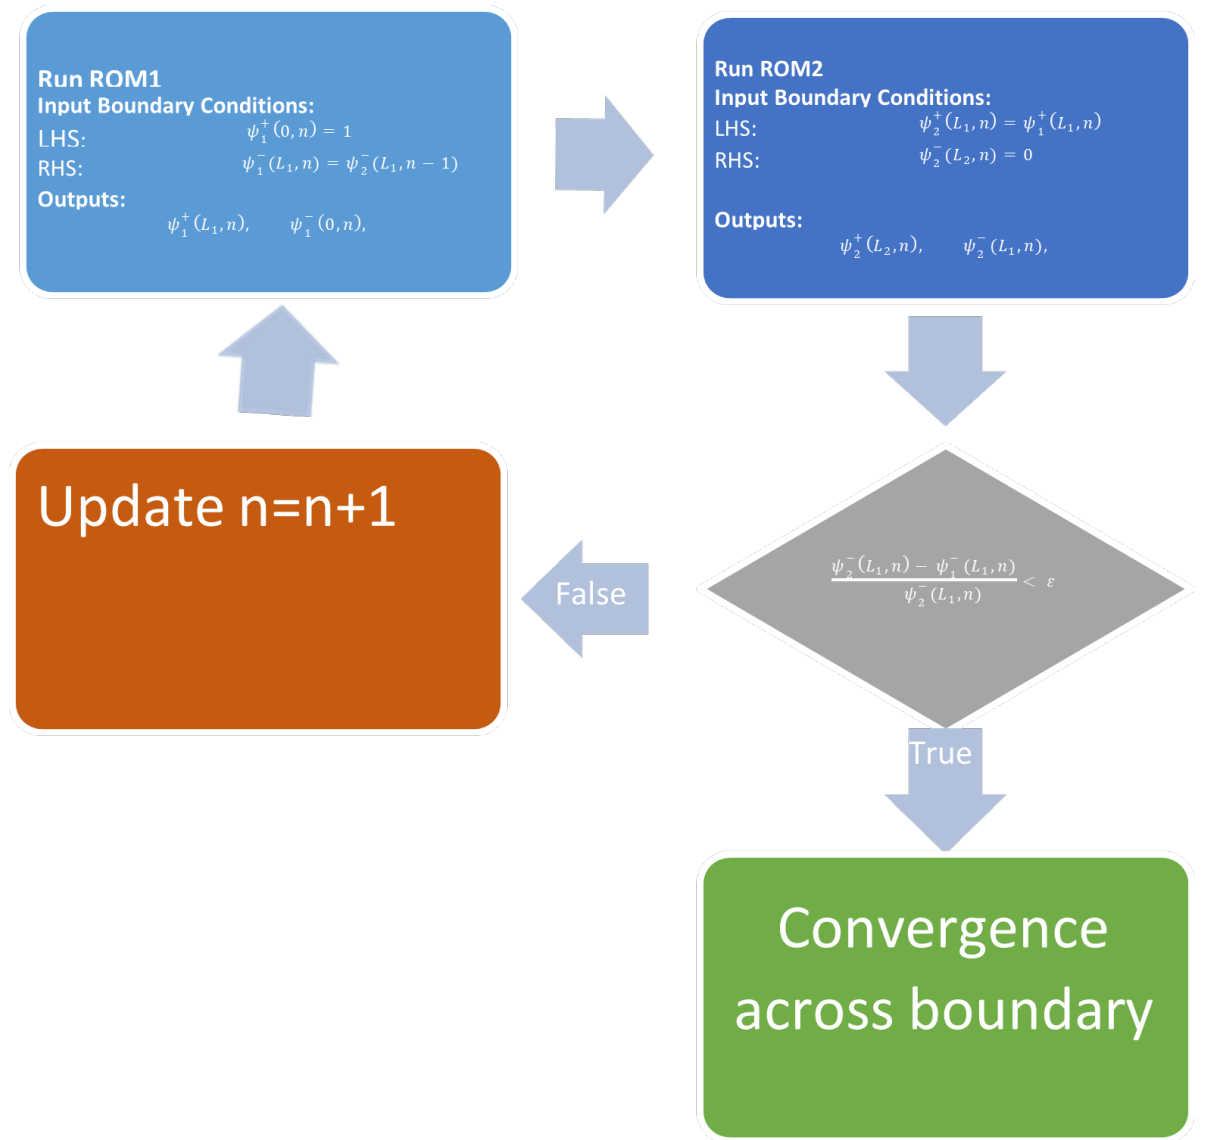 Run ROM1
Input Boundary Conditions:
LHS: ψ₁⁺(0,n) = 1
RHS: ψ₁⁻(L₁,n) = ψ₂⁻(L₁,n − 1)
Outputs:
ψ₁⁺(L₁,n), ψ₁⁻(0,n),
Run ROM2
Input Boundary Conditions:
LHS: ψ₂⁺(L₁,n) = ψ₁⁺(L₁,n)
RHS: ψ₂⁻(L₂,n) = 0
Outputs:
ψ₂⁺(L₂,n), ψ₂⁻(L₁,n),
ψ₂⁻(L₁,n) − ψ₁⁻(L₁,n)
< ε
ψ₂⁻(L₁,n)
False
Update n=n+1
True
Convergence
across boundary